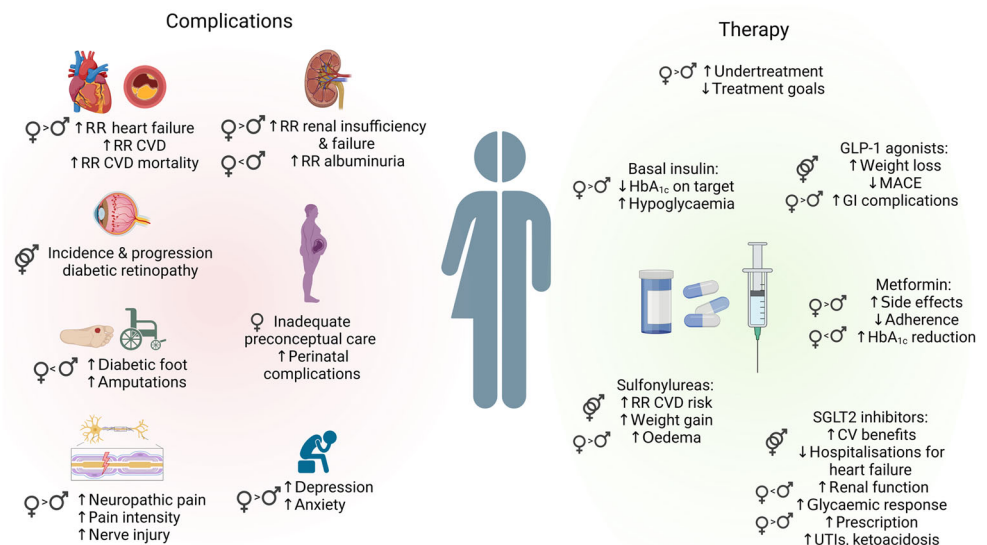 Complications
♀>♂ ↑RR heart failure
↑RR CVD
↑RR CVD mortality
♀>♂ ↑RR renal insufficiency
& failure
♀<♂ ↑RR albuminuria
⚤ Incidence & progression
diabetic retinopathy
♀ Inadequate
preconceptual care
↑Perinatal
complications
♀<♂ ↑Diabetic foot
↑Amputations
♀>♂ ↑Neuropathic pain
↑Pain intensity
↑Nerve injury
♀>♂ ↑Depression
↑Anxiety
Therapy
♀>♂ ↑Undertreatment
↓Treatment goals
Basal insulin:
♀>♂ ↓HbA₁c on target
↑Hypoglycaemia
GLP-1 agonists:
⚤ ↑Weight loss
↓MACE
♀>♂ ↑GI complications
Metformin:
♀>♂ ↑Side effects
↓Adherence
♀<♂ ↑HbA₁c reduction
Sulfonylureas:
⚤ ↑RR CVD risk
↑Weight gain
♀>♂ ↑Oedema
SGLT2 inhibitors:
⚤ ↑CV benefits
↓Hospitalisations for
heart failure
♀<♂ ↑Renal function
↑Glycaemic response
♀>♂ ↑Prescription
↑UTIs, ketoacidosis